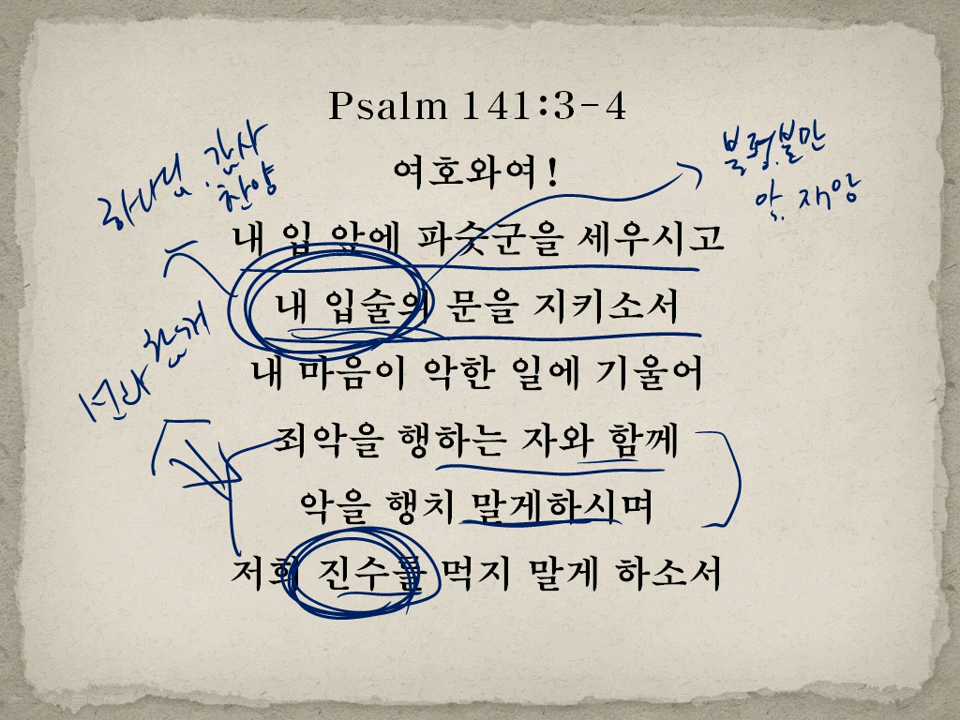 Psalm 141:3-4
여호와여!
내 입 앞에 파숫군을 세우시고
내 입술의 문을 지키소서
내 마음이 악한 일에 기울어
죄악을 행하는 자와 함께
악을 행치 말게하시며
저희 진수를 먹지 말게 하소서
하나님. 감사
찬양
불평.불만
악. 재앙
함께